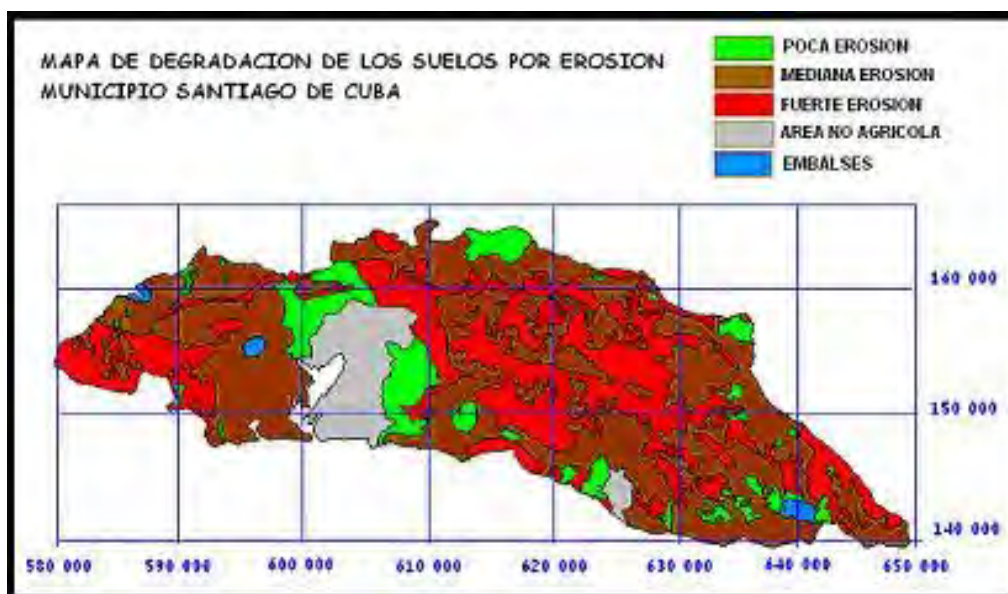 MAPA DE DEGRADACION DE LOS SUELOS POR EROSION
MUNICIPIO SANTIAGO DE CUBA
POCA EROSION
MEDIANA EROSION
FUERTE EROSION
AREA NO AGRICOLA
EMBALSES
160 000
150 000
140 000
580 000 590 000 600 000 610 000 620 000 630 000 640 000 650 000